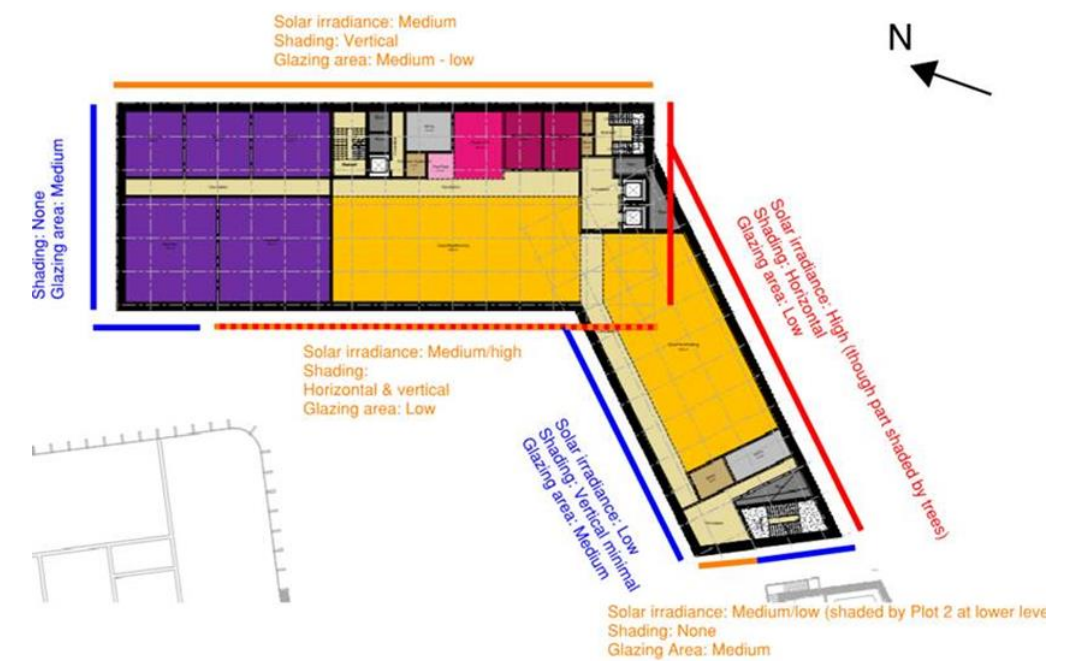 Solar irradiance: Medium
Shading: Vertical
Glazing area: Medium - low
N
Shading: None
Glazing area: Medium
Solar irradiance: High (though part shaded by trees)
Shading: Horizontal
Glazing area: Low
Solar irradiance: Medium/high
Shading:
Horizontal & vertical
Glazing area: Low
Solar irradiance: Low
Shading: Vertical minimal
Glazing area: Medium
Solar irradiance: Medium/low (shaded by Plot 2 at lower leve
Shading: None
Glazing Area: Medium